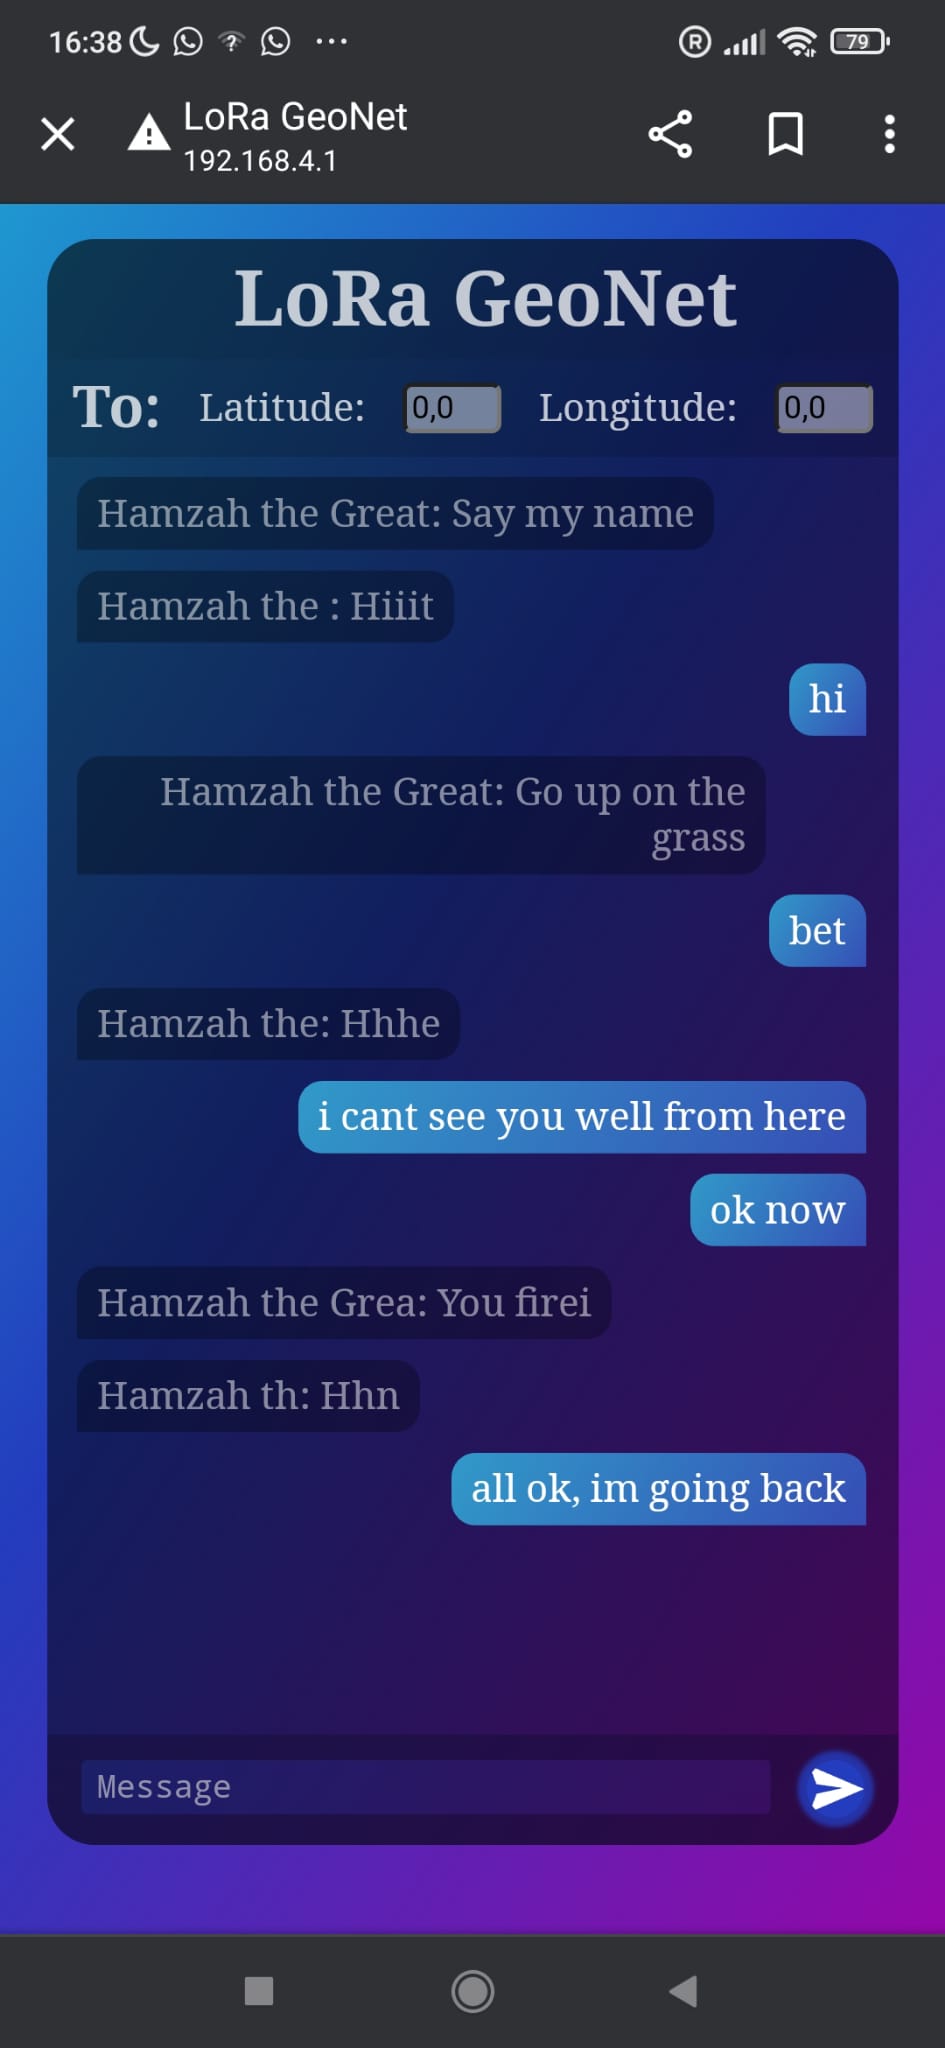 16:38
79
LoRa GeoNet
192.168.4.1
LoRa GeoNet
To: Latitude: 0,0 Longitude: 0,0
Hamzah the Great: Say my name
Hamzah the : Hiiit
hi
Hamzah the Great: Go up on the
grass
bet
Hamzah the: Hhhe
i cant see you well from here
ok now
Hamzah the Grea: You firei
Hamzah th: Hhn
all ok, im going back
Message